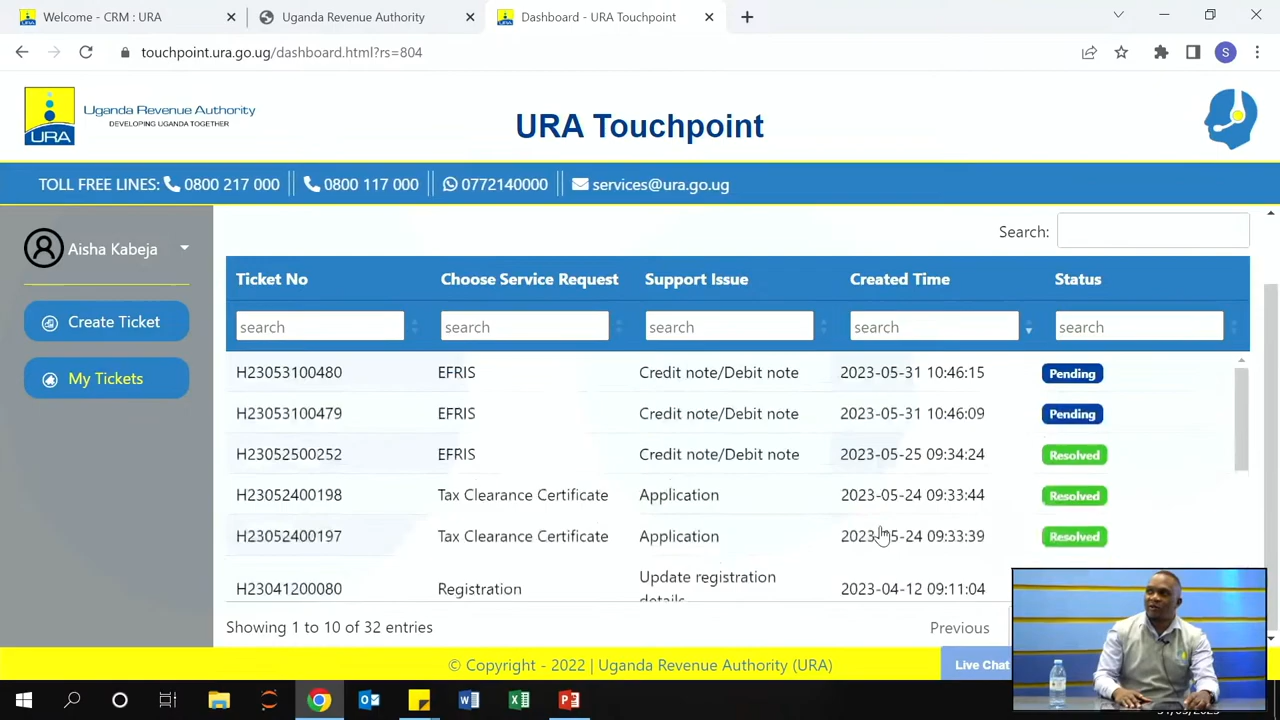 Welcome - CRM : URA
Uganda Revenue Authority
Dashboard - URA Touchpoint
touchpoint.ura.go.ug/dashboard.html?rs=804
S
URA
Uganda Revenue Authority
DEVELOPING UGANDA TOGETHER
URA Touchpoint
TOLL FREE LINES: 0800 217 000 0800 117 000 0772140000 services@ura.go.ug
Aisha Kabeja
Create Ticket
My Tickets
Search:
Ticket No Choose Service Request Support Issue Created Time Status
search search search search search
H23053100480 EFRIS Credit note/Debit note 2023-05-31 10:46:15 Pending
H23053100479 EFRIS Credit note/Debit note 2023-05-31 10:46:09 Pending
H23052500252 EFRIS Credit note/Debit note 2023-05-25 09:34:24 Resolved
H23052400198 Tax Clearance Certificate Application 2023-05-24 09:33:44 Resolved
H23052400197 Tax Clearance Certificate Application 2023-05-24 09:33:39 Resolved
H23041200080 Registration Update registration 2023-04-12 09:11:04
details
Showing 1 to 10 of 32 entries
Previous
© Copyright - 2022 | Uganda Revenue Authority (URA)
Live Chat